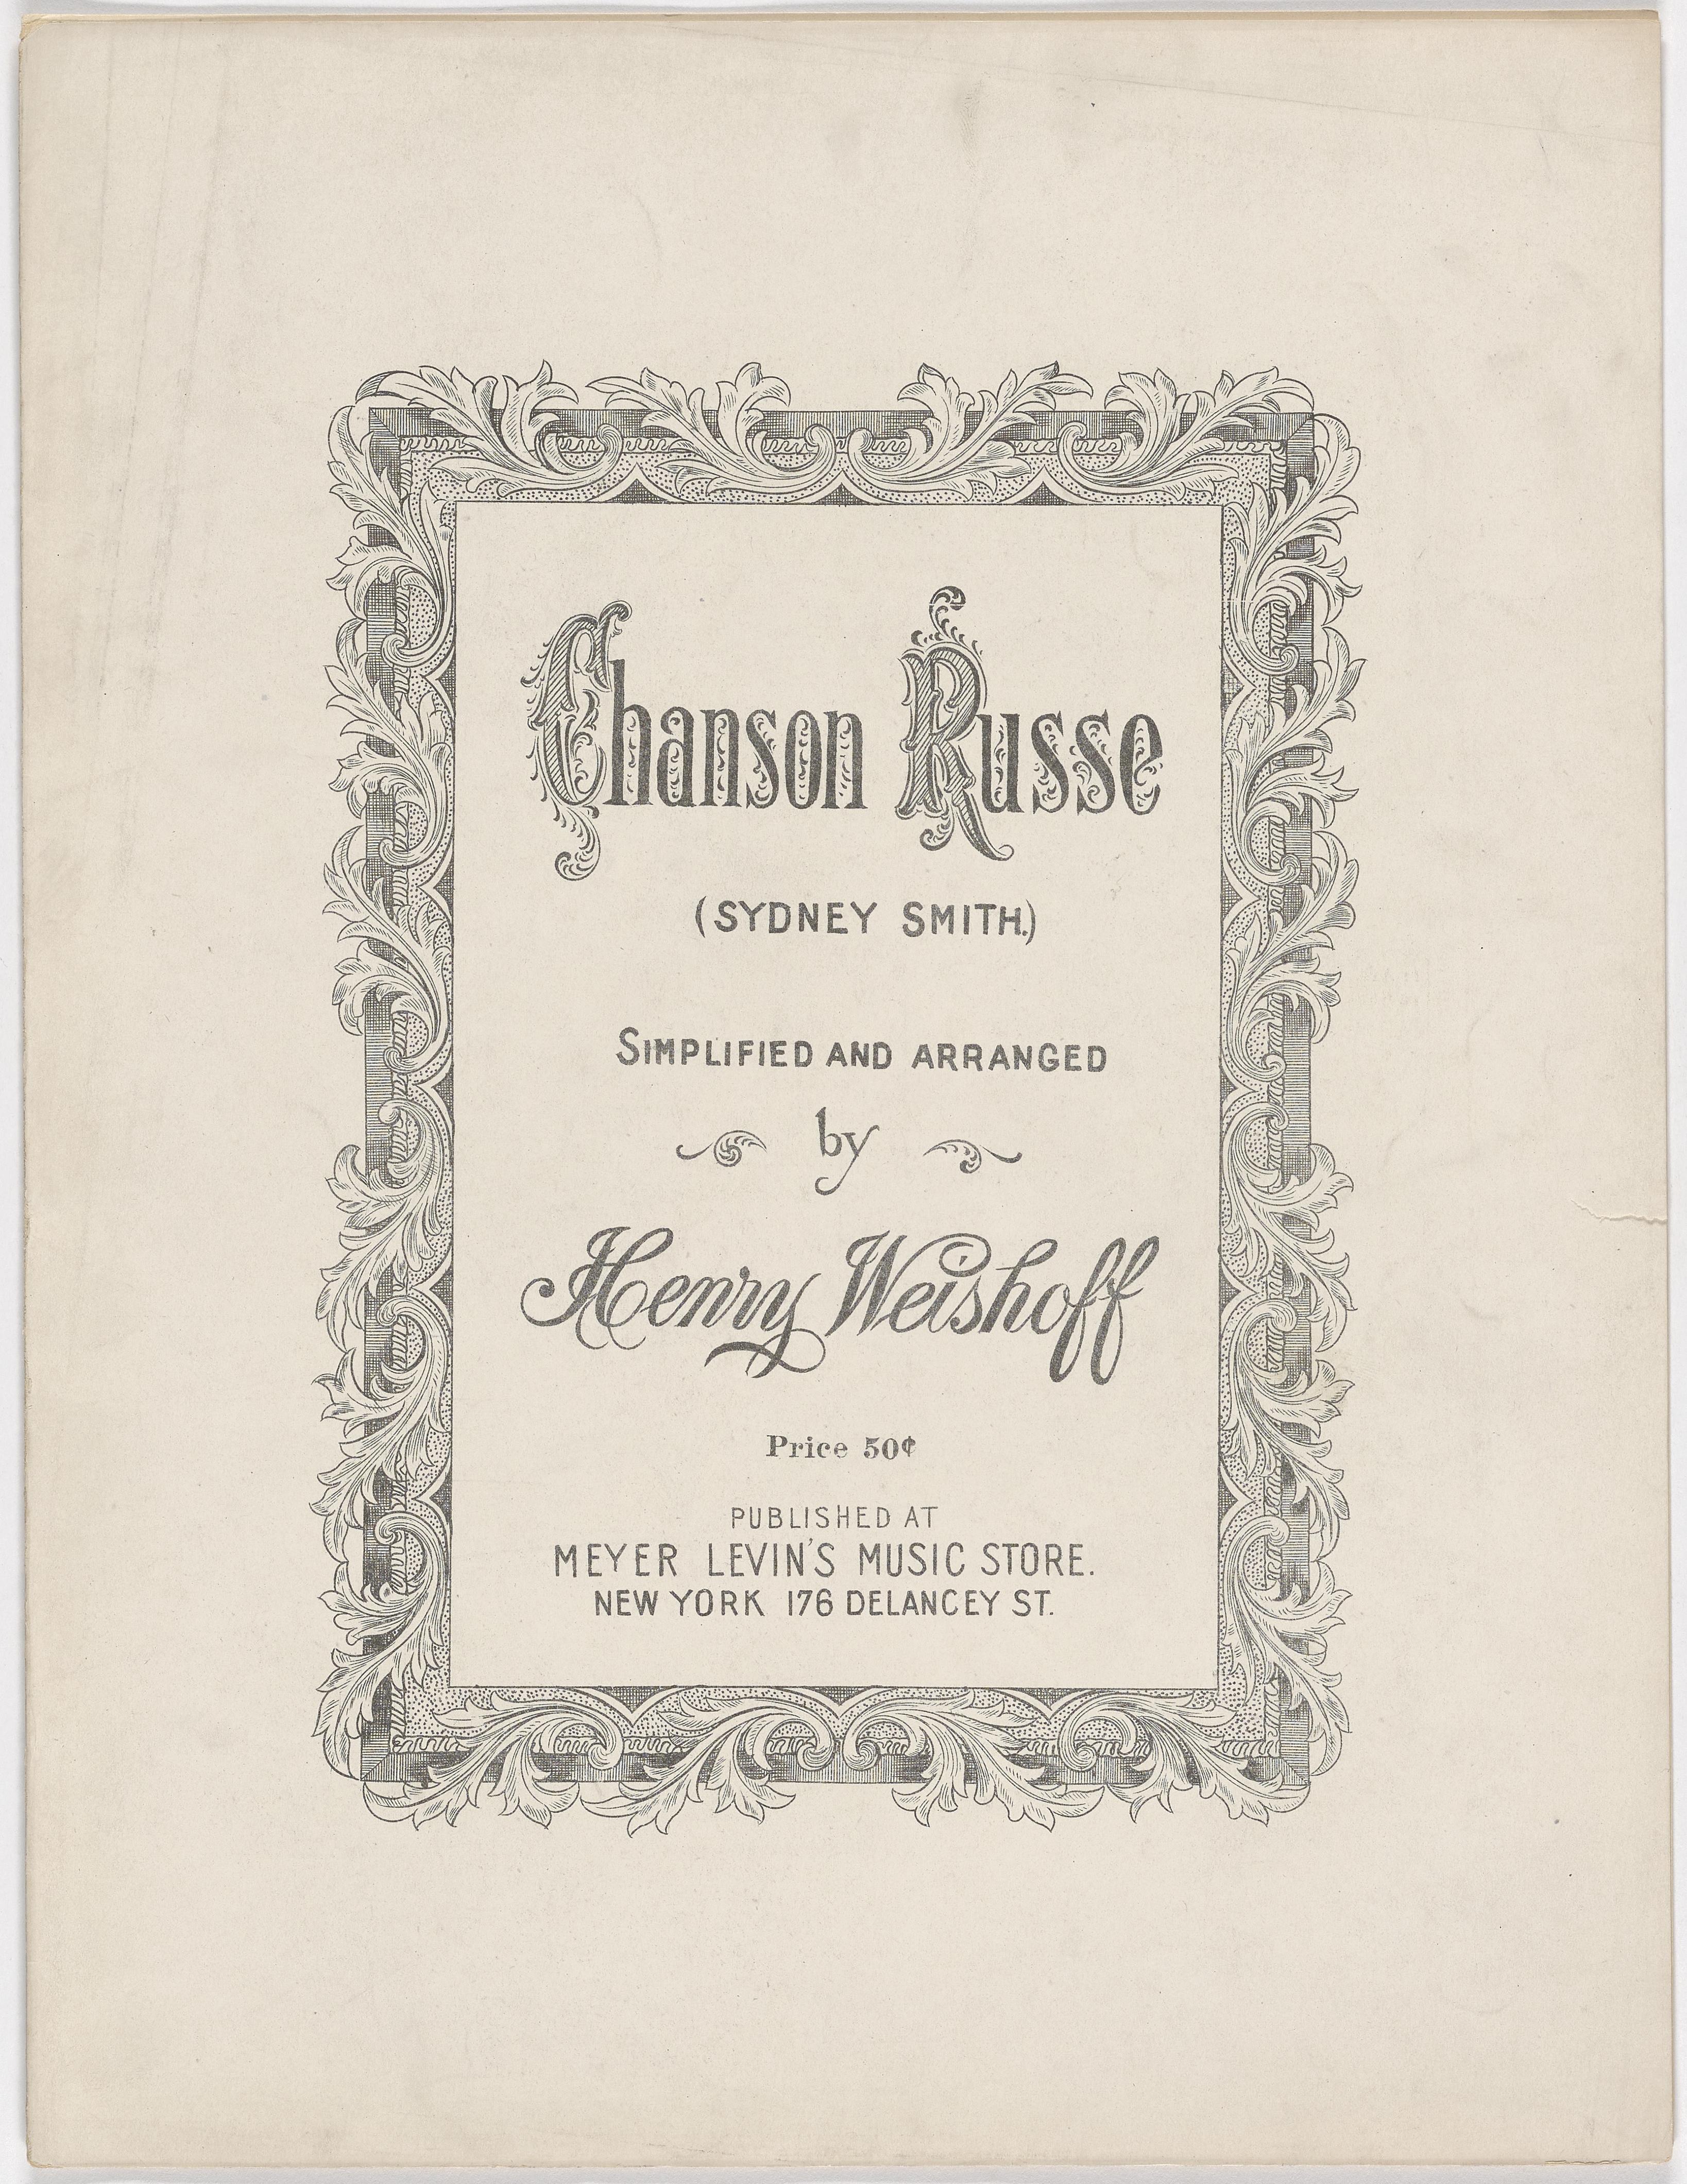 Chanson Russe
(SYDNEY SMITH.)
SIMPLIFIED AND ARRANGED
by
Henry Weishoff
Price 50¢
PUBLISHED AT
MEYER LEVIN'S MUSIC STORE.
NEW YORK 176 DELANCEY ST.